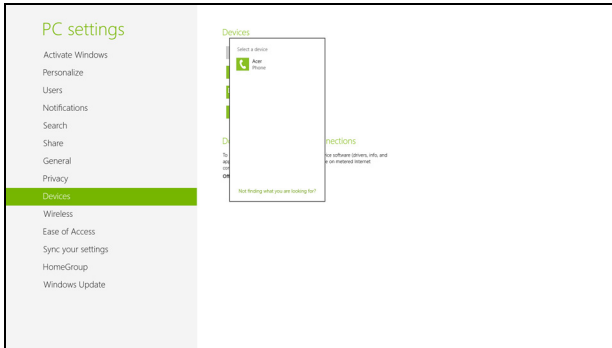 PC settings
Activate Windows
Personalize
Users
Notifications
Search
Share
General
Privacy
Devices
Wireless
Ease of Access
Sync your settings
HomeGroup
Windows Update
Devices
Select a device
Acer
Phone
Not finding what you are looking for?
nections
To
software (drivers, info, and
on metered Internet